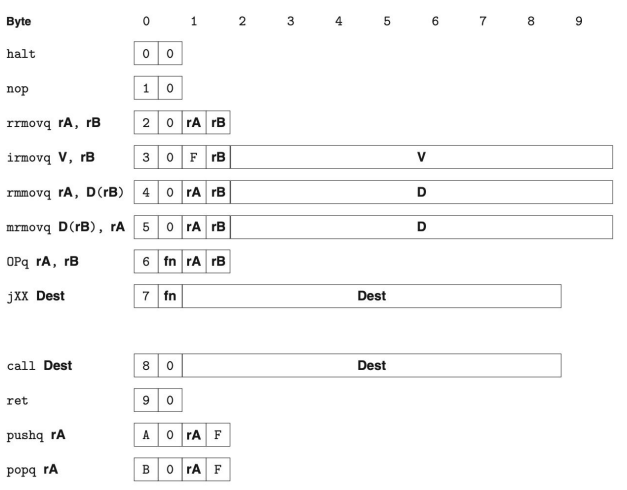 Byte 0 1 2 3 4 5 6 7 8 9
halt 0 0
nop 1 0
rrmovq rA, rB 2 0 rA rB
irmovq V, rB 3 0 F rB V
rmmovq rA, D(rB) 4 0 rA rB D
mrmovq D(rB), rA 5 0 rA rB D
OPq rA, rB 6 fn rA rB
jXX Dest 7 fn Dest
call Dest 8 0 Dest
ret 9 0
pushq rA A 0 rA F
popq rA B 0 rA F